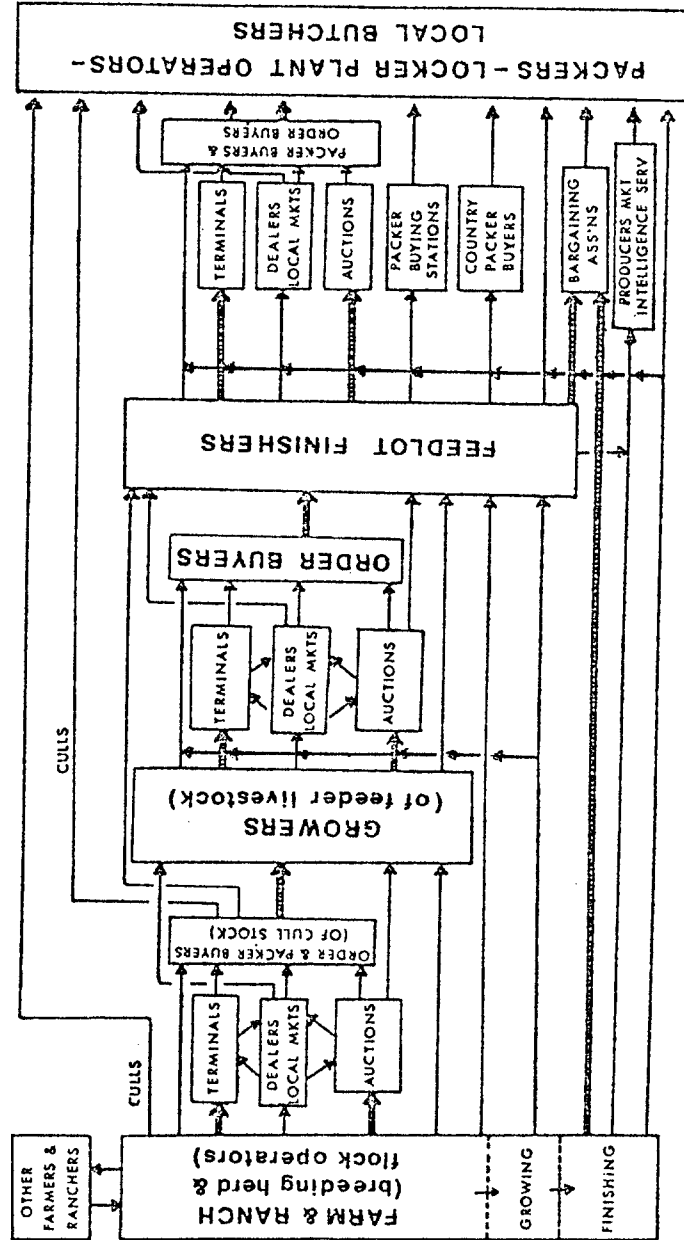 OTHER
FARMERS &
RANCHERS
FARM & RANCH
(breeding herd &
flock operators)
GROWING
FINISHING
CULLS
TERMINALS
DEALERS
LOCAL MKTS
AUCTIONS
ORDER & PACKER BUYERS
(OF CULL STOCK)
CULLS
GROWERS
(of feeder livestock)
TERMINALS
DEALERS
LOCAL MKTS
AUCTIONS
ORDER BUYERS
FEEDLOT FINISHERS
TERMINALS
DEALERS
LOCAL MKTS
AUCTIONS
PACKER BUYERS &
ORDER BUYERS
PACKER
BUYING
STATIONS
COUNTRY
PACKER
BUYERS
BARGAINING
ASS'NS
PRODUCERS MKT
INTELLIGENCE SERV
PACKERS-LOCKER PLANT OPERATORS-
LOCAL BUTCHERS